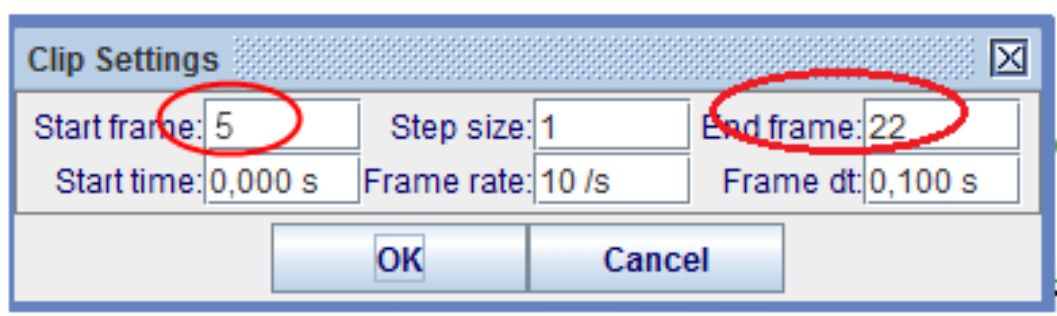 Clip Settings
Start frame: 5 Step size: 1 End frame: 22
Start time: 0,000 s Frame rate: 10 /s Frame dt: 0,100 s
OK Cancel